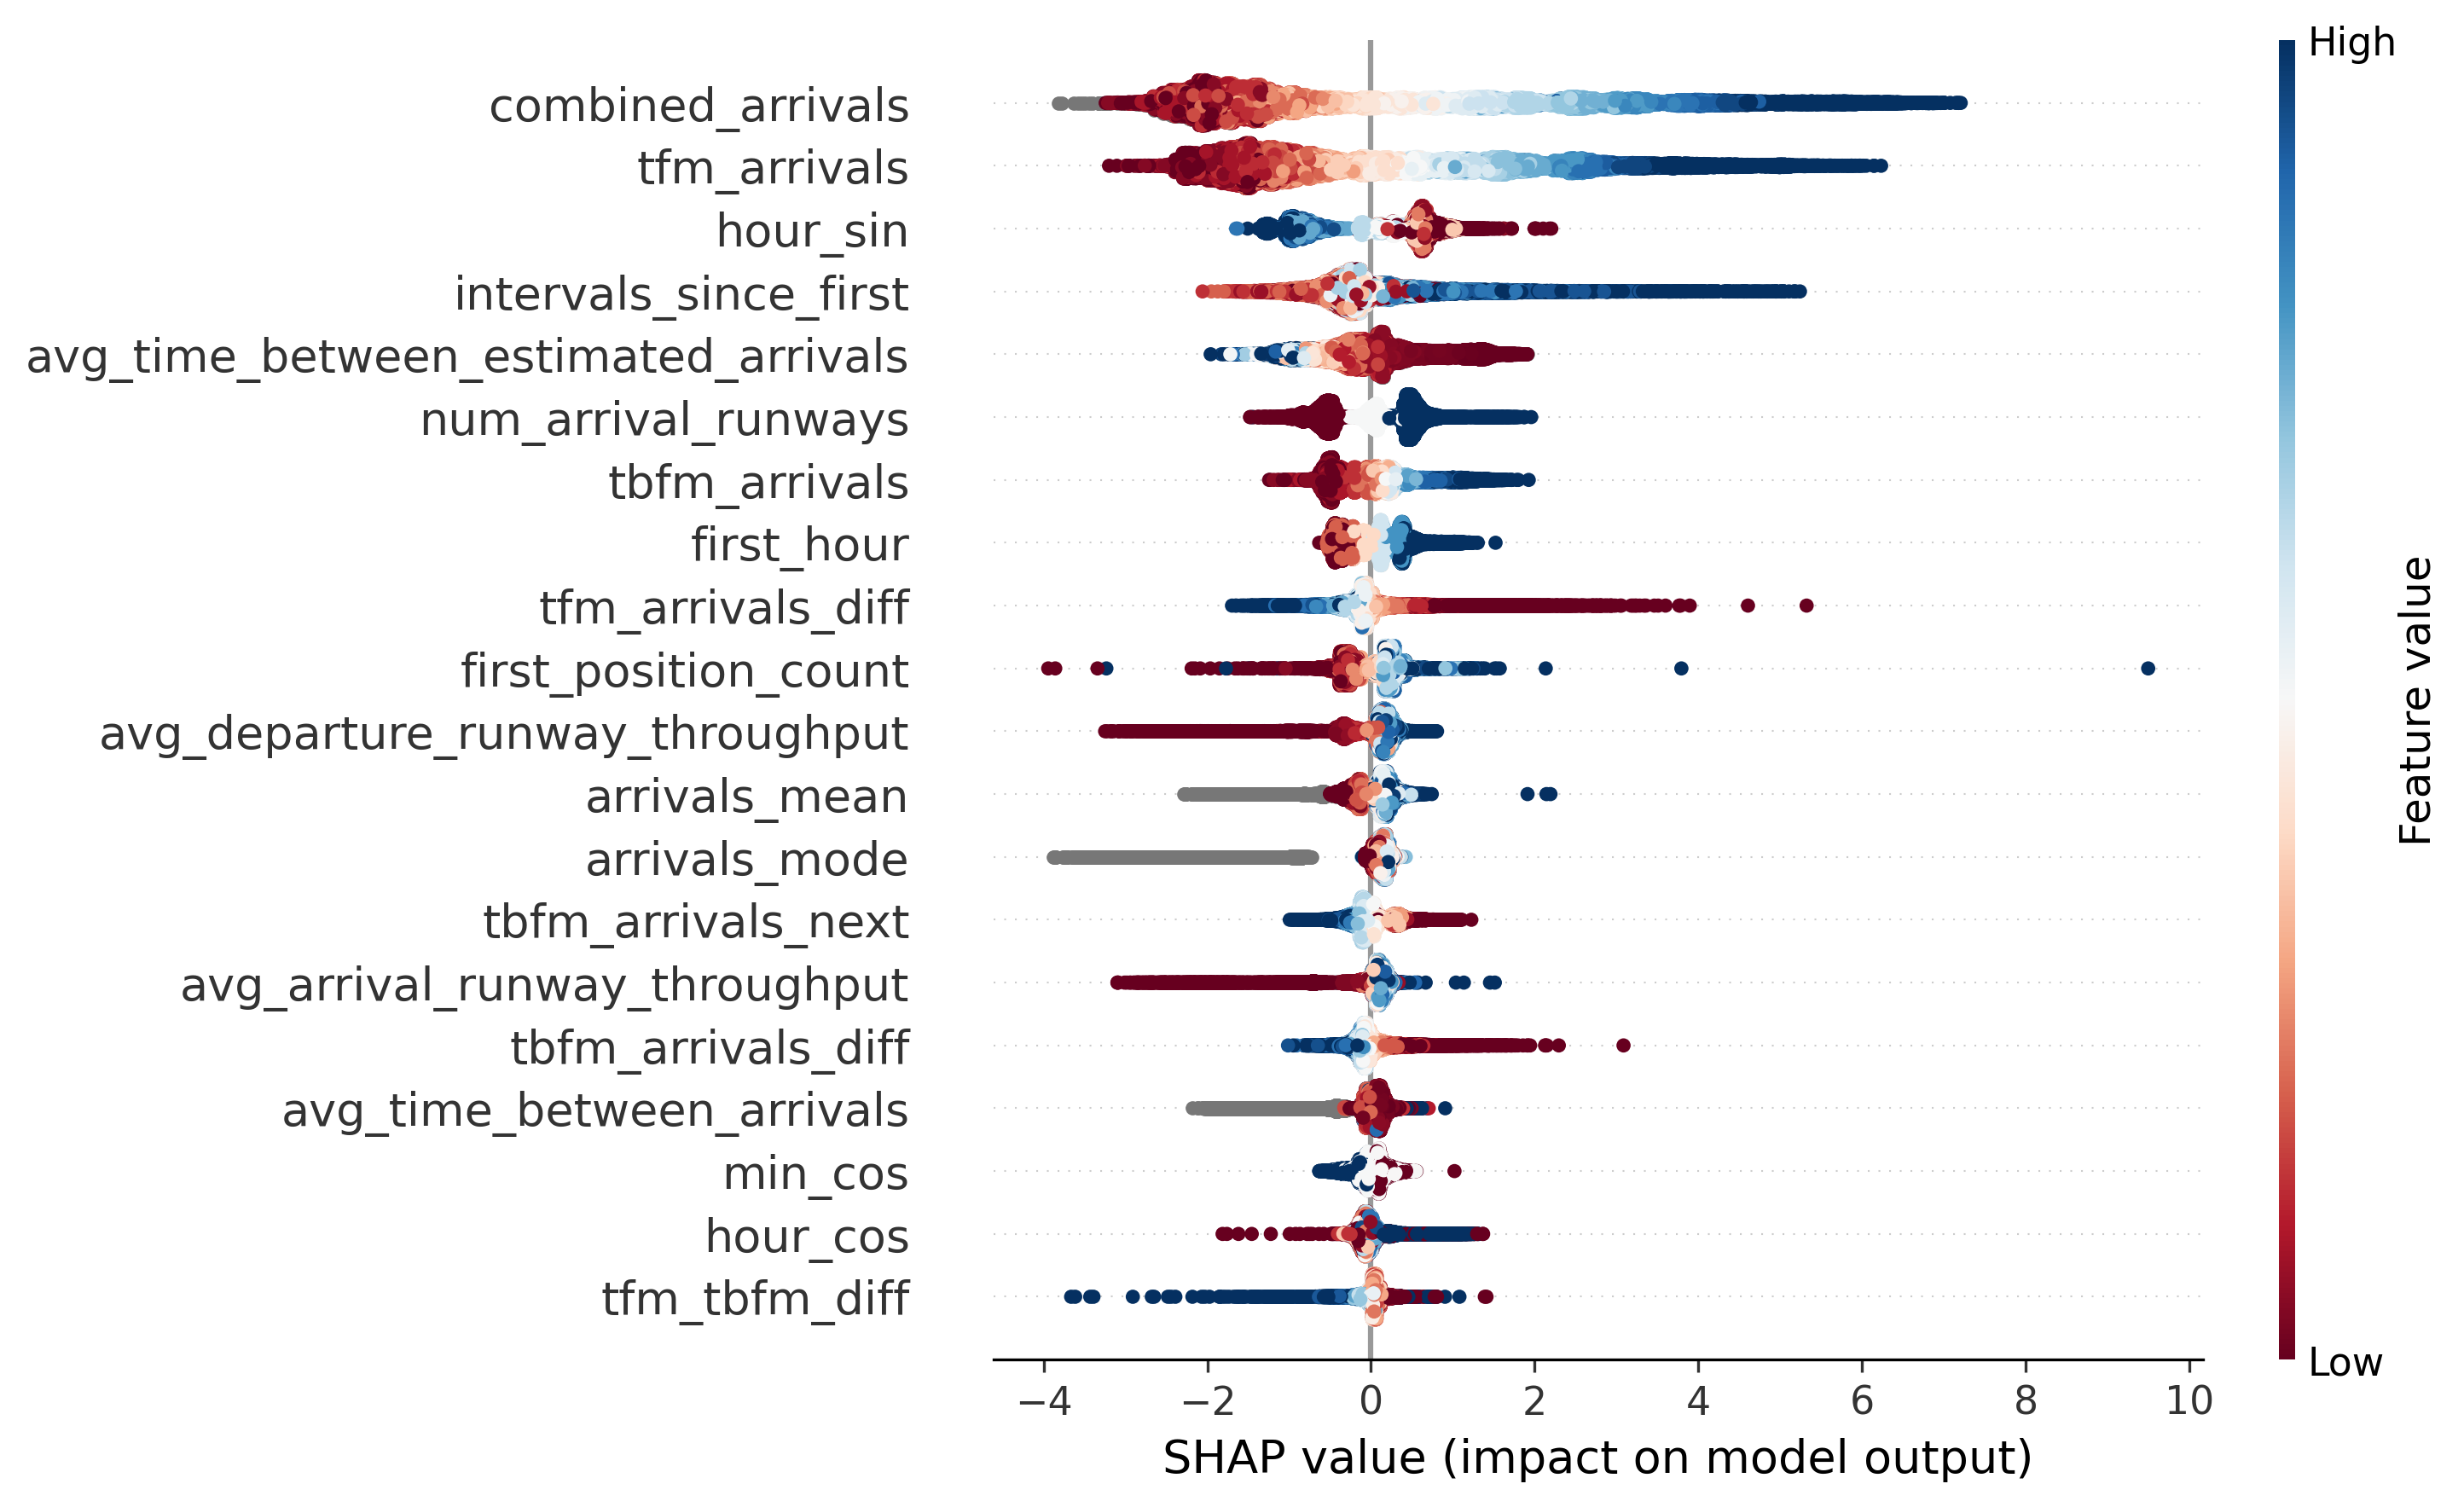 combined_arrivals
tfm_arrivals
hour_sin
intervals_since_first
avg_time_between_estimated_arrivals
num_arrival_runways
tbfm_arrivals
first_hour
tfm_arrivals_diff
first_position_count
avg_departure_runway_throughput
arrivals_mean
arrivals_mode
tbfm_arrivals_next
avg_arrival_runway_throughput
tbfm_arrivals_diff
avg_time_between_arrivals
min_cos
hour_cos
tfm_tbfm_diff
−4 −2 0 2 4 6 8 10
SHAP value (impact on model output)
High
Feature value
Low